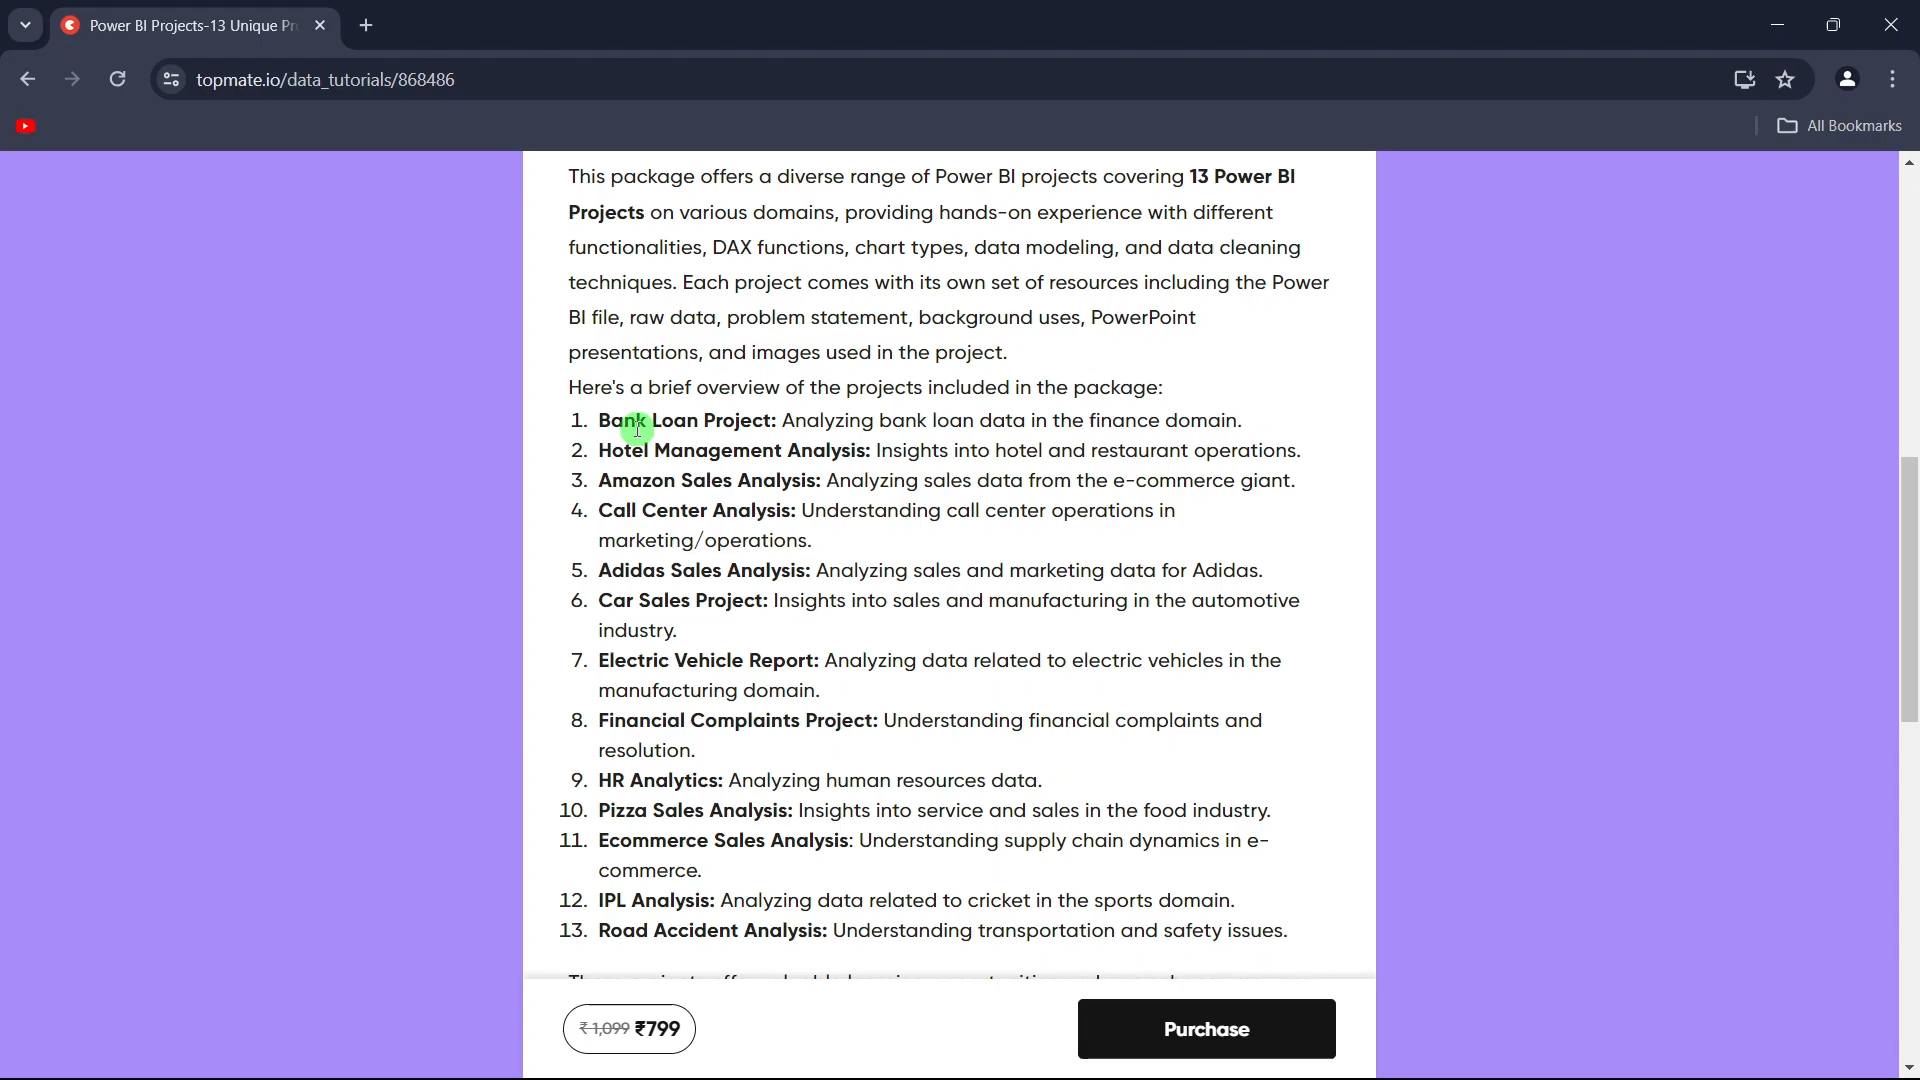 Power BI Projects-13 Unique Pr
topmate.io/data_tutorials/868486
All Bookmarks
This package offers a diverse range of Power BI projects covering 13 Power BI
Projects on various domains, providing hands-on experience with different
functionalities, DAX functions, chart types, data modeling, and data cleaning
techniques. Each project comes with its own set of resources including the Power
BI file, raw data, problem statement, background uses, PowerPoint
presentations, and images used in the project.
Here's a brief overview of the projects included in the package:
1. Bank Loan Project: Analyzing bank loan data in the finance domain.
2. Hotel Management Analysis: Insights into hotel and restaurant operations.
3. Amazon Sales Analysis: Analyzing sales data from the e-commerce giant.
4. Call Center Analysis: Understanding call center operations in
marketing/operations.
5. Adidas Sales Analysis: Analyzing sales and marketing data for Adidas.
6. Car Sales Project: Insights into sales and manufacturing in the automotive
industry.
7. Electric Vehicle Report: Analyzing data related to electric vehicles in the
manufacturing domain.
8. Financial Complaints Project: Understanding financial complaints and
resolution.
9. HR Analytics: Analyzing human resources data.
10. Pizza Sales Analysis: Insights into service and sales in the food industry.
11. Ecommerce Sales Analysis: Understanding supply chain dynamics in e-
commerce.
12. IPL Analysis: Analyzing data related to cricket in the sports domain.
13. Road Accident Analysis: Understanding transportation and safety issues.
₹1,099 ₹799
Purchase